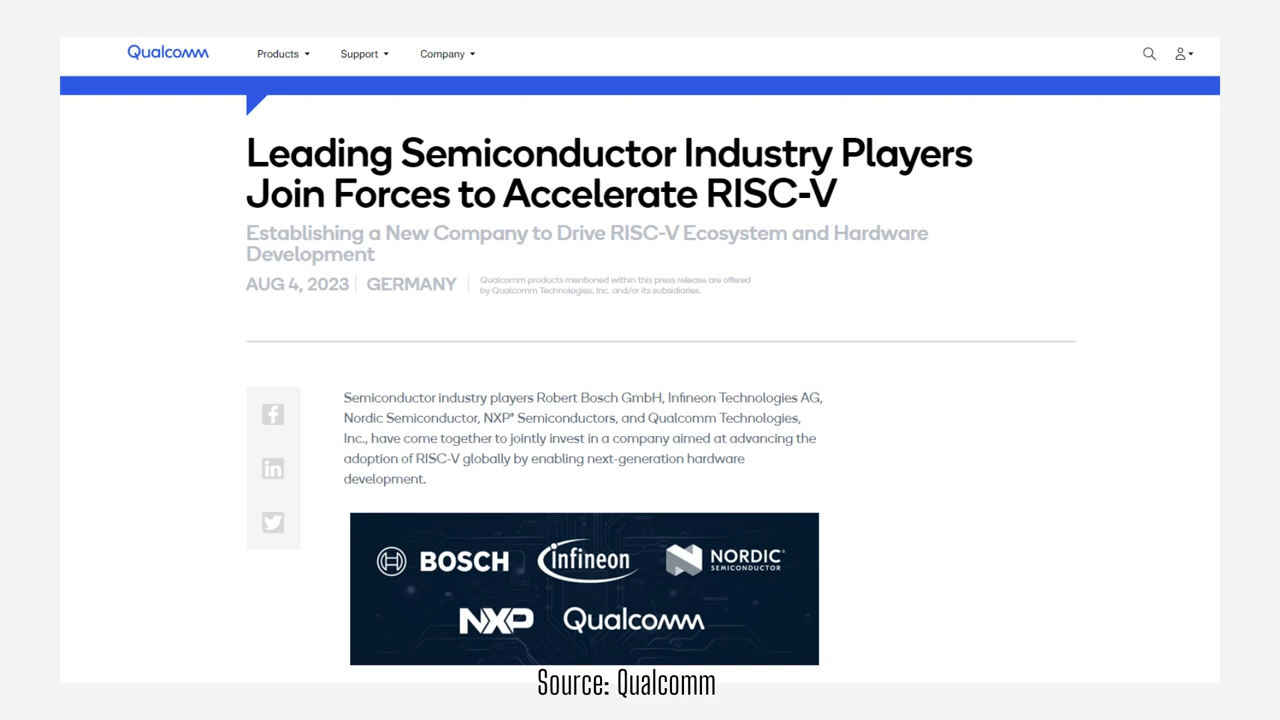 Qualcomm Products Support Company
Leading Semiconductor Industry Players
Join Forces to Accelerate RISC-V
Establishing a New Company to Drive RISC-V Ecosystem and Hardware
Development
AUG 4, 2023 GERMANY
Qualcomm products mentioned within this press release are offered
by Qualcomm Technologies, Inc. and/or its subsidiaries.
Semiconductor industry players Robert Bosch GmbH, Infineon Technologies AG,
Nordic Semiconductor, NXP® Semiconductors, and Qualcomm Technologies,
Inc., have come together to jointly invest in a company aimed at advancing the
adoption of RISC-V globally by enabling next-generation hardware
development.
BOSCH infineon NORDIC®
SEMICONDUCTOR
NXP Qualcomm
Source: Qualcomm